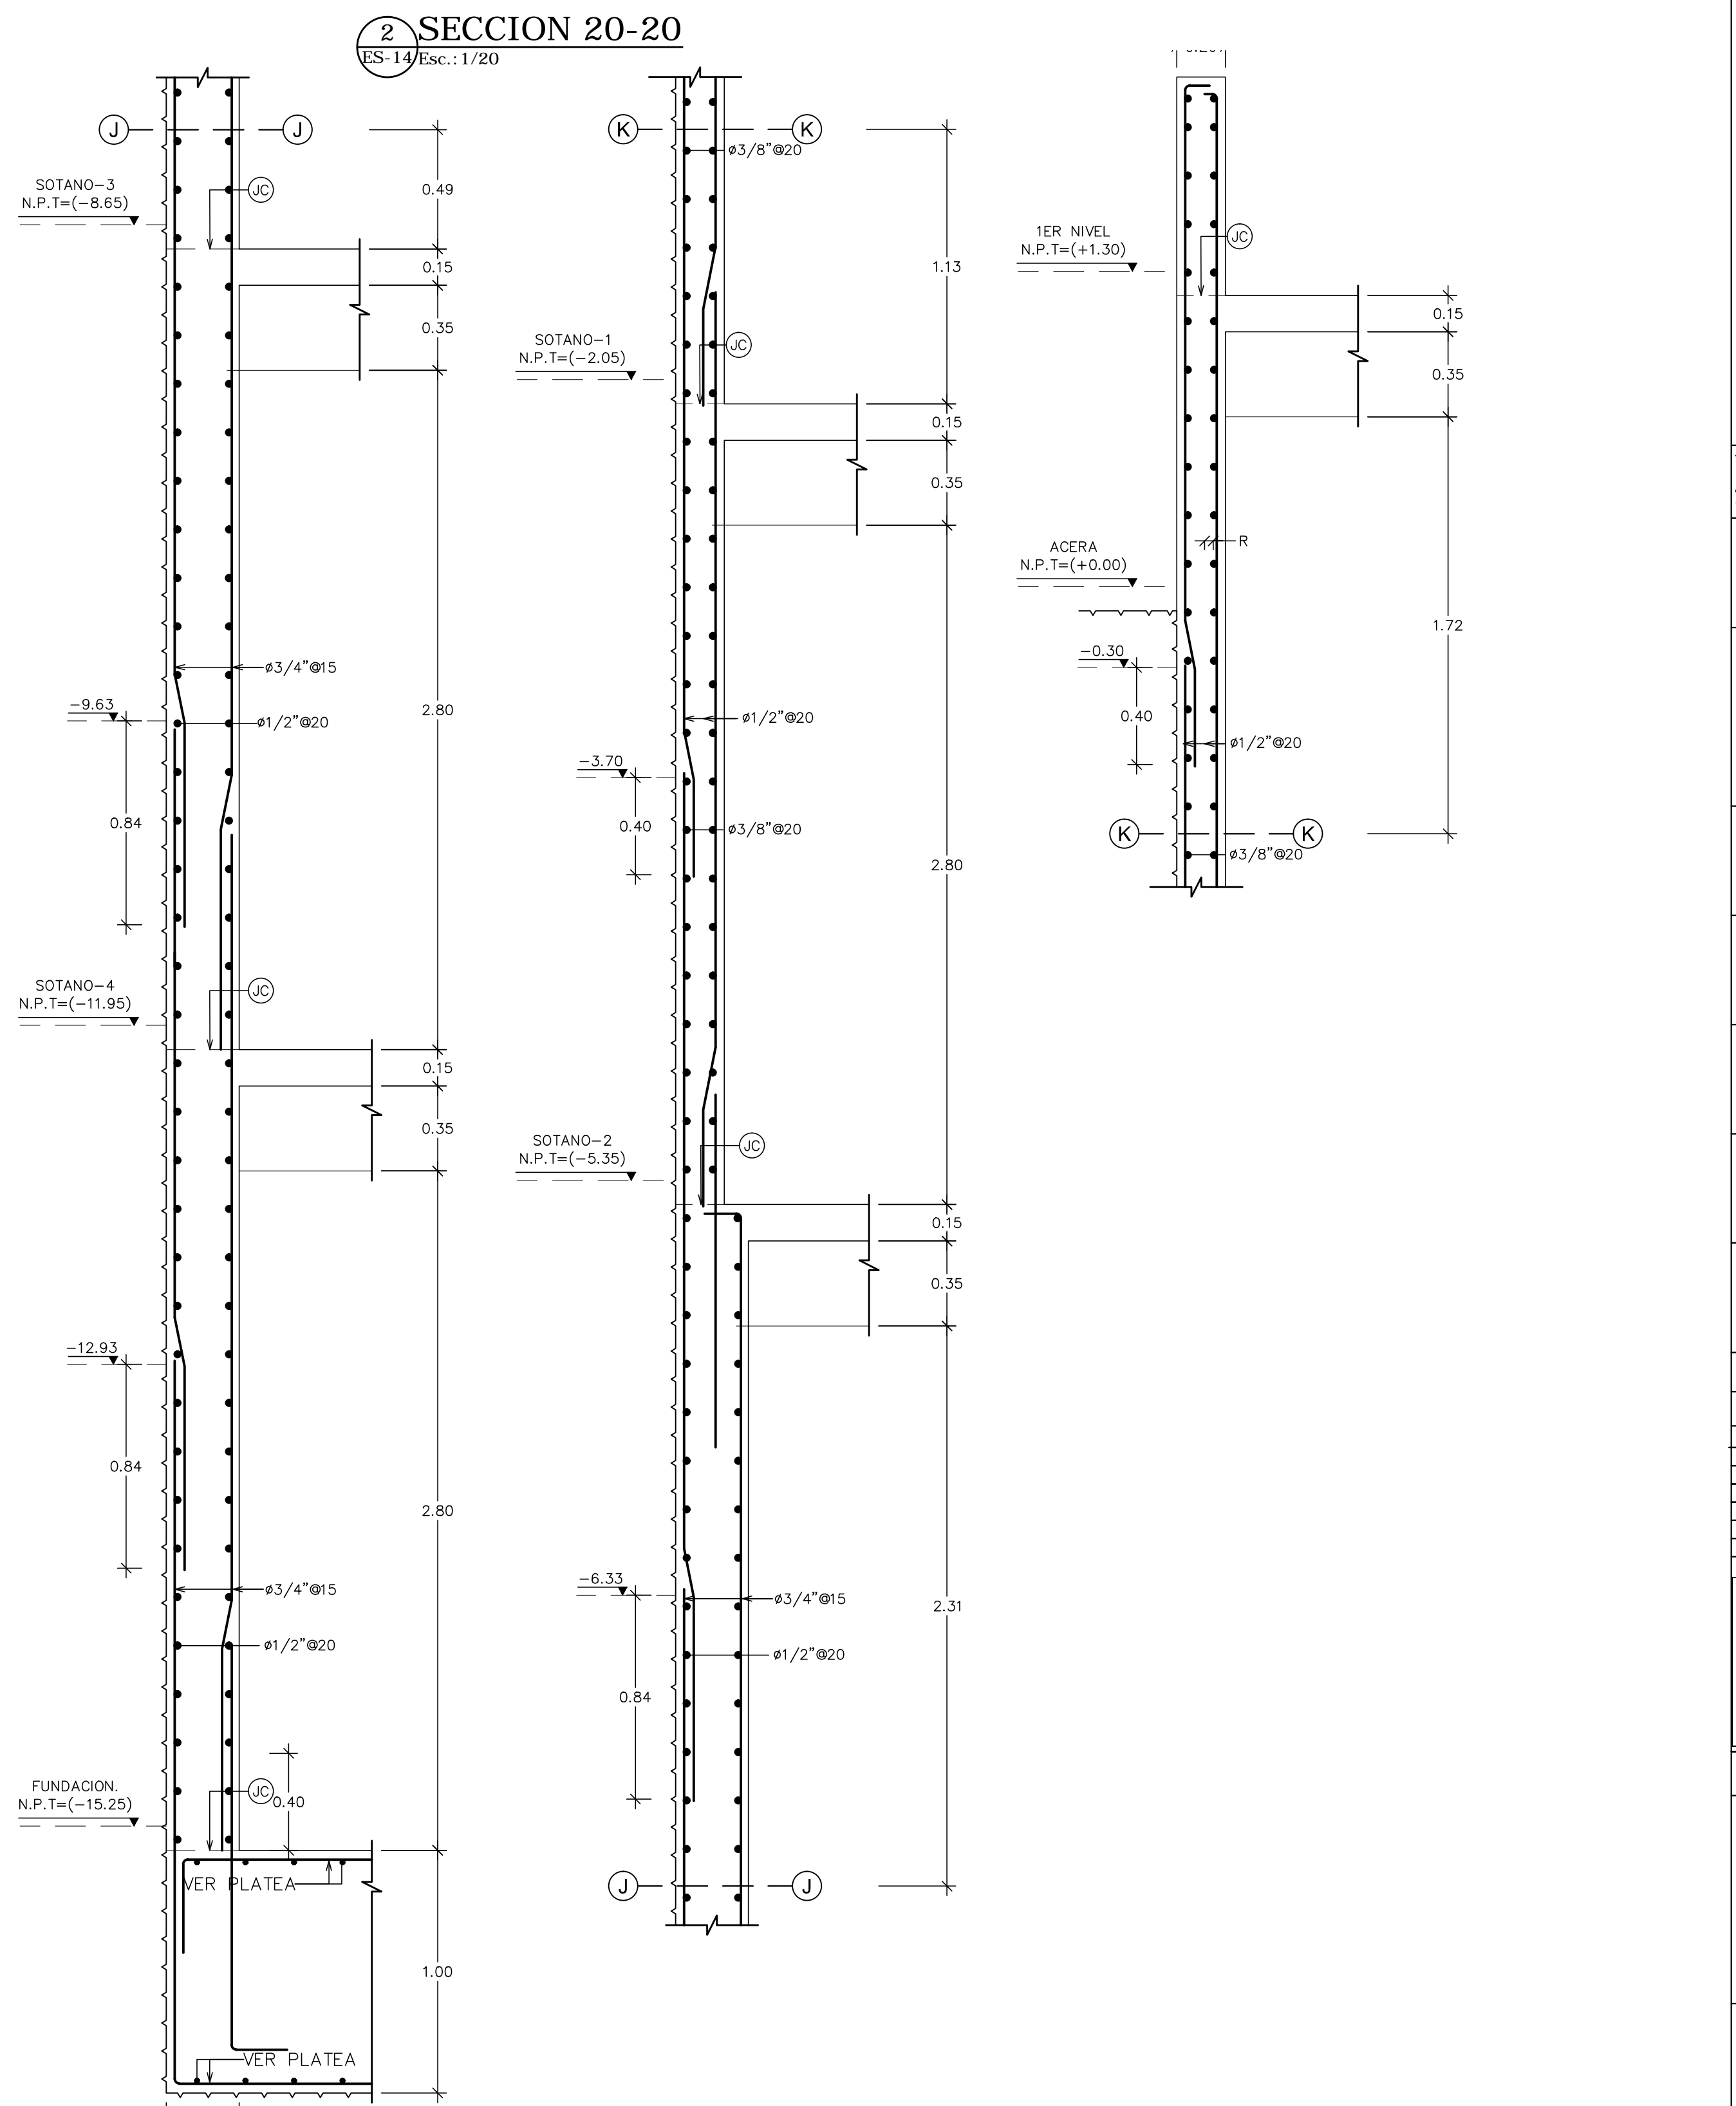 2
ES-14
SECCION 20-20
Esc.: 1/20
J
J
0.49
JC
SOTANO-3
N.P.T=(-8.65)
0.15
0.35
ø3/4"@15
-9.63
ø1/2"@20
2.80
0.84
SOTANO-4
N.P.T=(-11.95)
JC
0.15
0.35
-12.93
0.84
2.80
ø3/4"@15
ø1/2"@20
FUNDACION.
N.P.T=(-15.25)
JC
0.40
VER PLATEA
1.00
VER PLATEA
K
K
ø3/8"@20
1.13
SOTANO-1
N.P.T=(-2.05)
JC
0.15
0.35
ø1/2"@20
-3.70
0.40
ø3/8"@20
2.80
SOTANO-2
N.P.T=(-5.35)
JC
0.15
0.35
-6.33
ø3/4"@15
2.31
ø1/2"@20
0.84
J
J
1ER NIVEL
N.P.T=(+1.30)
JC
0.15
0.35
R
ACERA
N.P.T=(+0.00)
1.72
-0.30
0.40
ø1/2"@20
K
K
ø3/8"@20